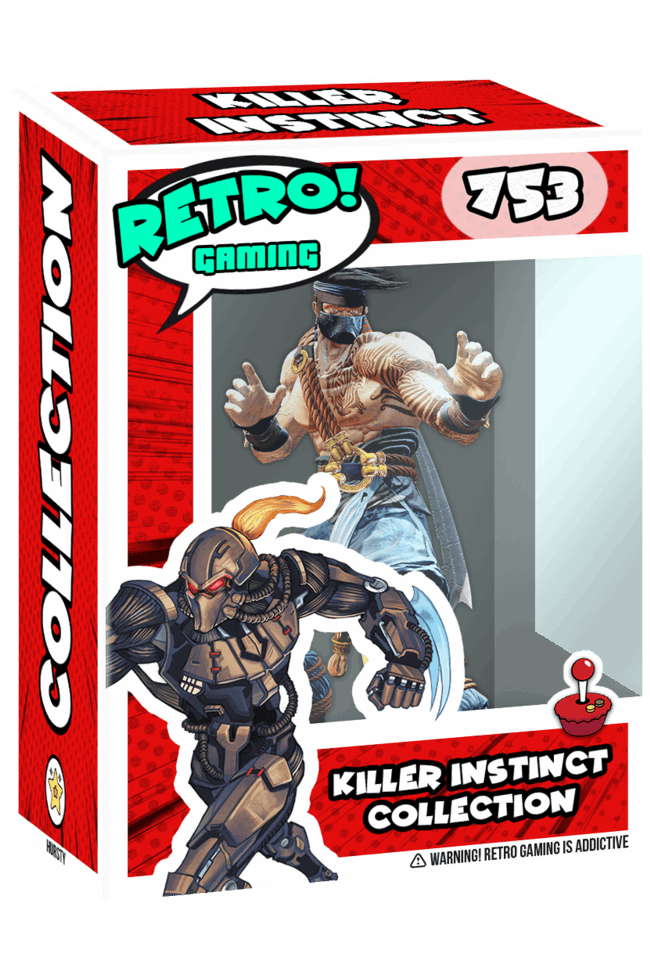 KILLER
INSTINCT
COLLECTION
HURSTY
RETRO!
GAMING
753
KILLER INSTINCT
COLLECTION
WARNING! RETRO GAMING IS ADDICTIVE